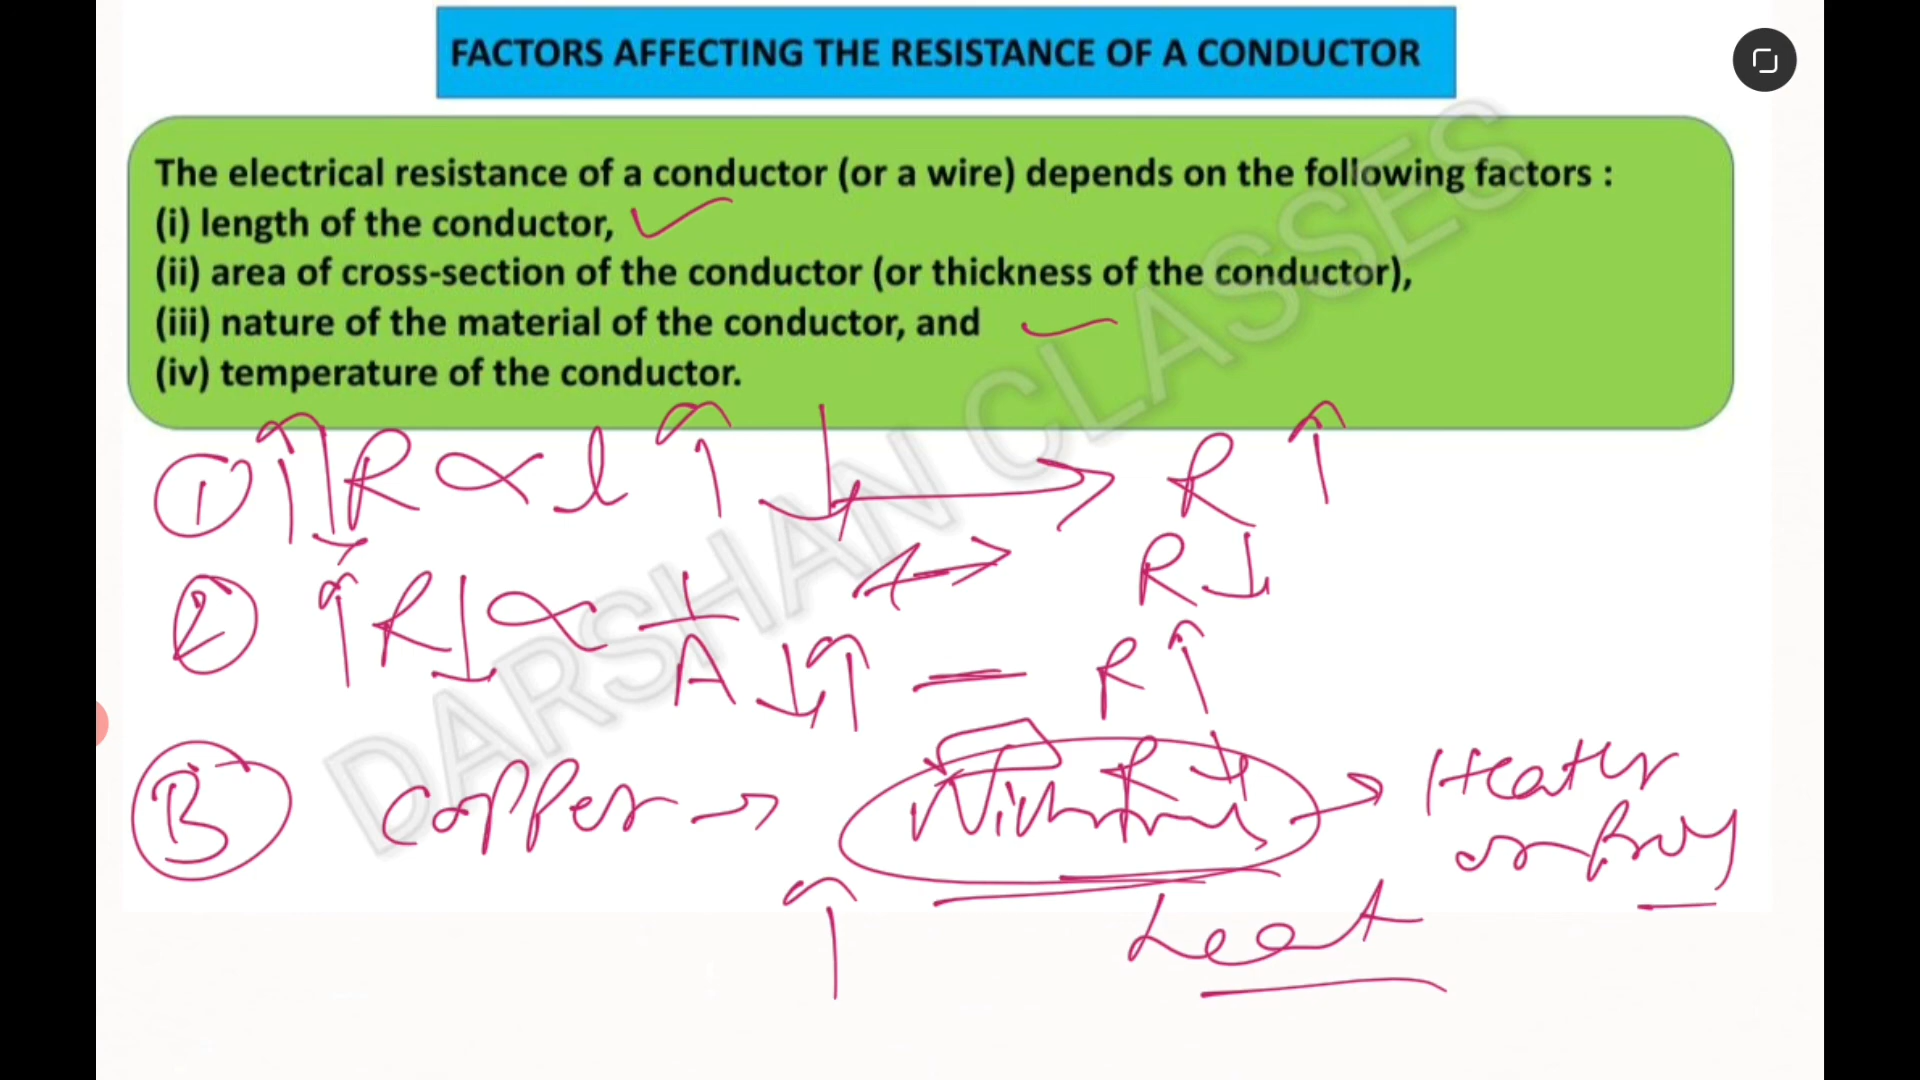 FACTORS AFFECTING THE RESISTANCE OF A CONDUCTOR
The electrical resistance of a conductor (or a wire) depends on the following factors :
(i) length of the conductor,
(ii) area of cross-section of the conductor (or thickness of the conductor),
(iii) nature of the material of the conductor, and
(iv) temperature of the conductor.
DARSHAN CLASSES
① ↑↓R ∝ l ↑ ↓ → R ↑
→ R↓
② ↑R↓ ∝ 1/A ↓↑ = R ↑
R ↓
copper → Nichrome → Heater
↑ heat